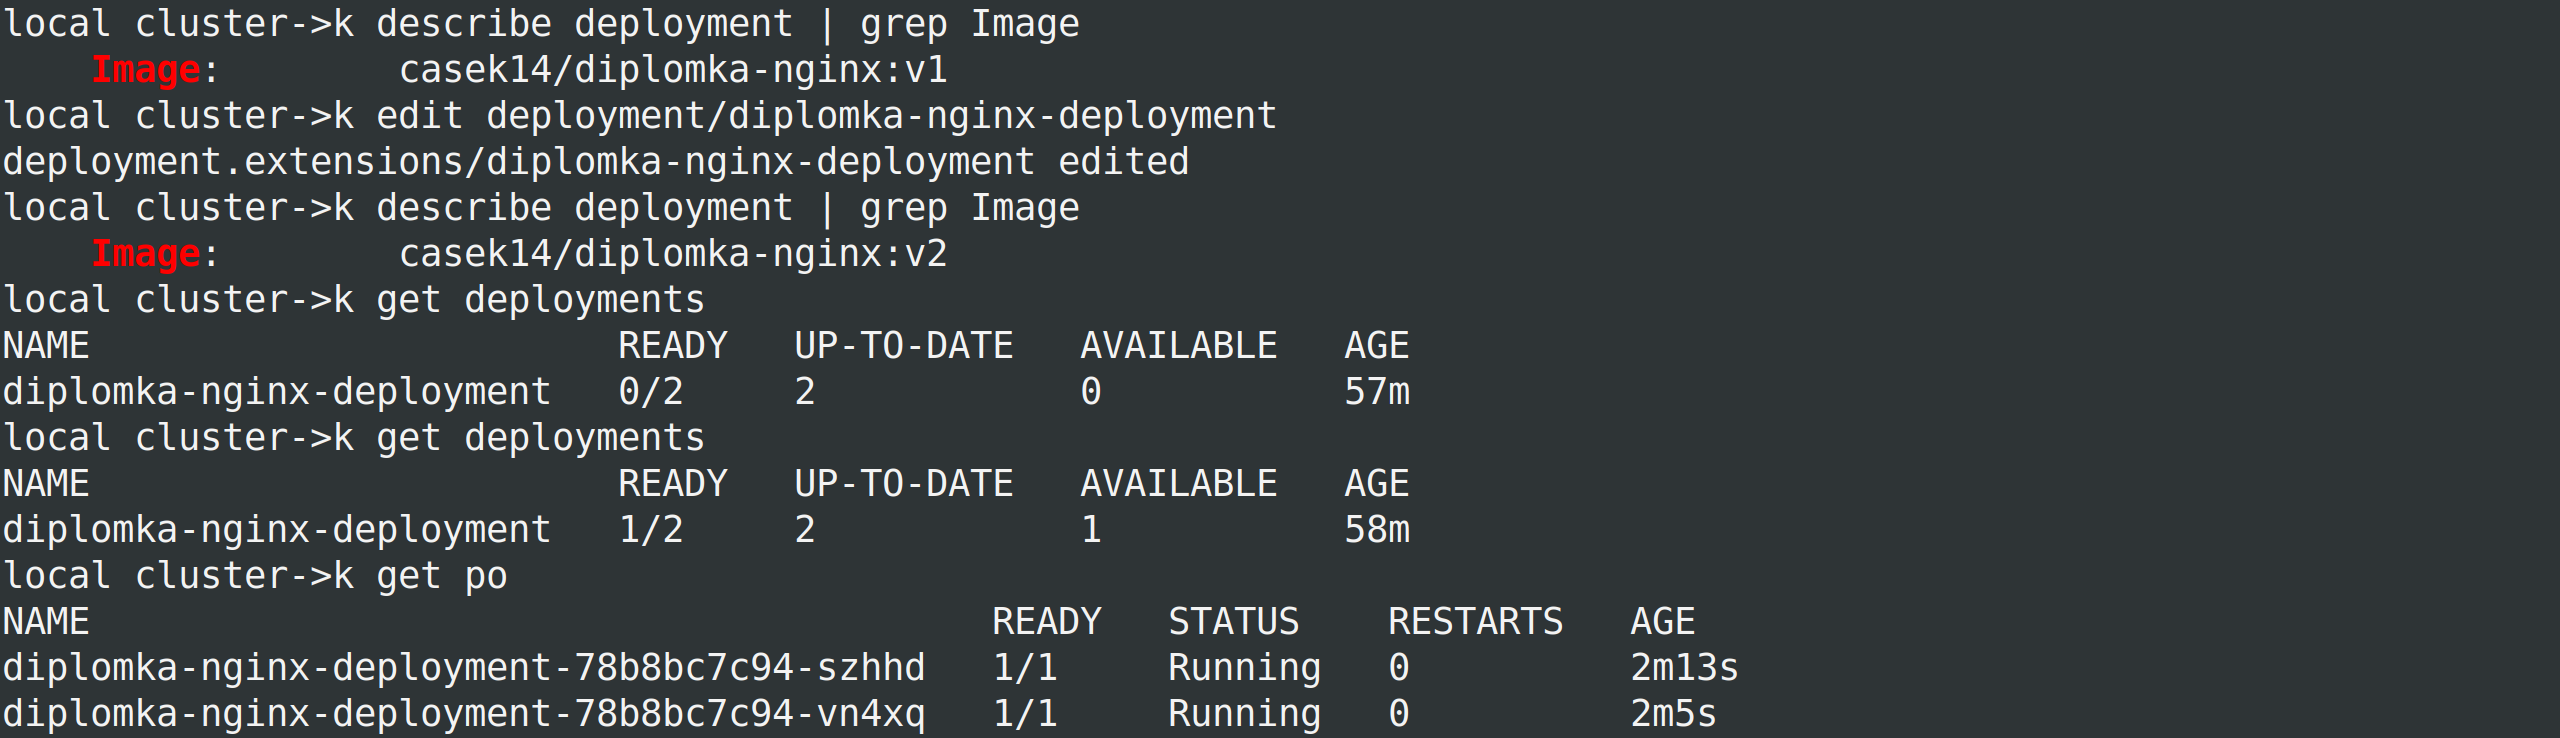 local cluster->k describe deployment | grep Image
    Image:        casek14/diplomka-nginx:v1
local cluster->k edit deployment/diplomka-nginx-deployment
deployment.extensions/diplomka-nginx-deployment edited
local cluster->k describe deployment | grep Image
    Image:        casek14/diplomka-nginx:v2
local cluster->k get deployments
NAME                        READY   UP-TO-DATE   AVAILABLE   AGE
diplomka-nginx-deployment   0/2     2            0           57m
local cluster->k get deployments
NAME                        READY   UP-TO-DATE   AVAILABLE   AGE
diplomka-nginx-deployment   1/2     2            1           58m
local cluster->k get po
NAME                                         READY   STATUS    RESTARTS   AGE
diplomka-nginx-deployment-78b8bc7c94-szhhd   1/1     Running   0          2m13s
diplomka-nginx-deployment-78b8bc7c94-vn4xq   1/1     Running   0          2m5s